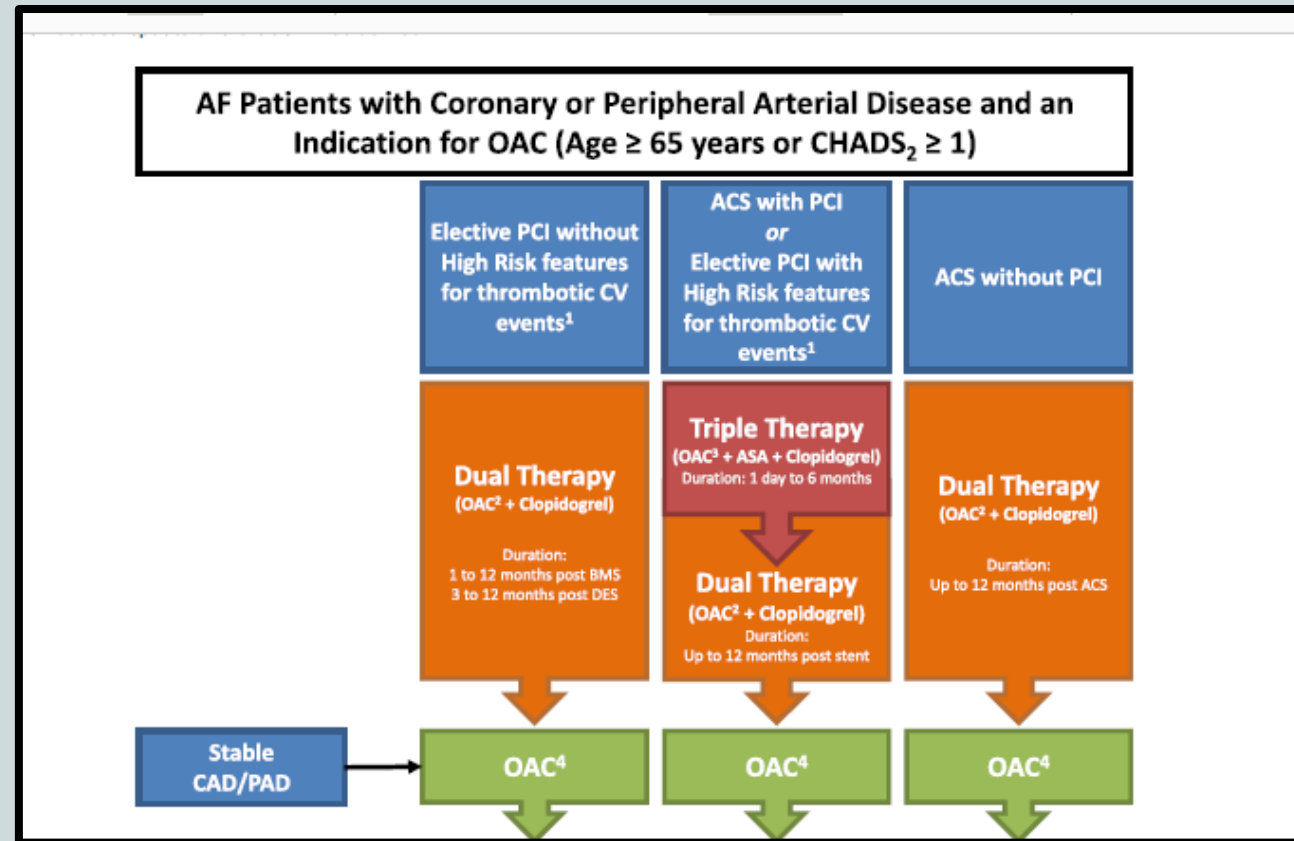 AF Patients with Coronary or Peripheral Arterial Disease and an
Indication for OAC (Age ≥ 65 years or CHADS₂ ≥ 1)
Elective PCI without
High Risk features
for thrombotic CV
events¹
ACS with PCI
or
Elective PCI with
High Risk features
for thrombotic CV
events¹
ACS without PCI
Dual Therapy
(OAC² + Clopidogrel)
Duration:
1 to 12 months post BMS
3 to 12 months post DES
Triple Therapy
(OAC³ + ASA + Clopidogrel)
Duration: 1 day to 6 months
Dual Therapy
(OAC² + Clopidogrel)
Duration:
Up to 12 months post stent
Dual Therapy
(OAC² + Clopidogrel)
Duration:
Up to 12 months post ACS
Stable
CAD/PAD
OAC⁴
OAC⁴
OAC⁴